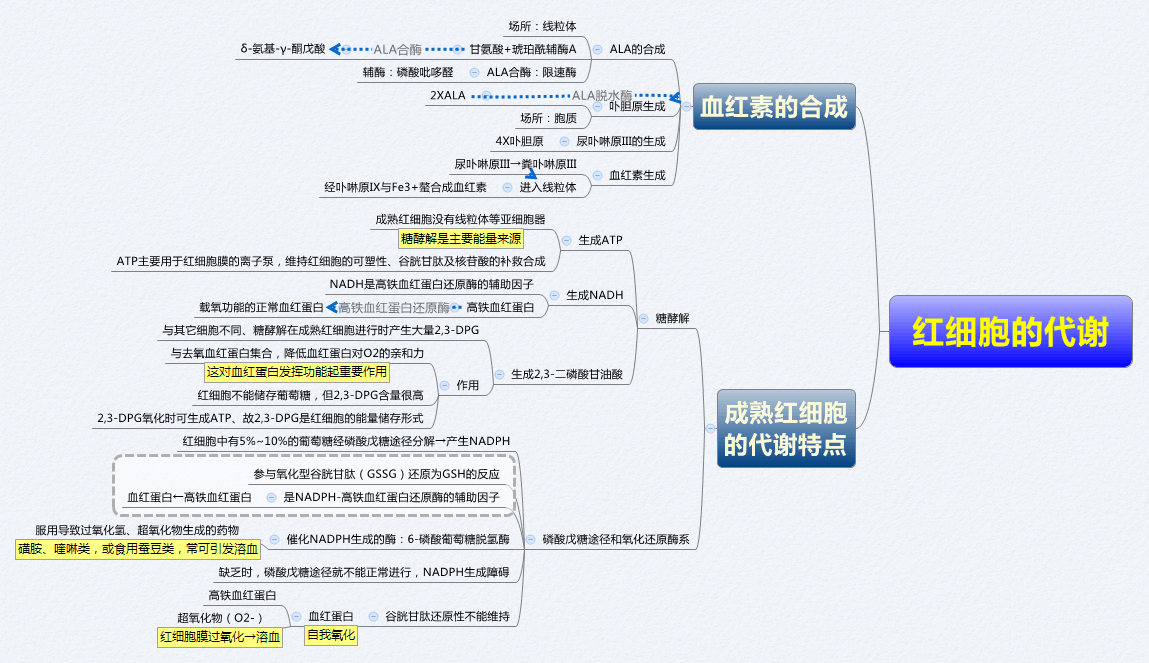 红细胞的代谢
血红素的合成
ALA的合成
场所：线粒体
甘氨酸+琥珀酰辅酶A
ALA合酶
δ-氨基-γ-酮戊酸
ALA合酶：限速酶
辅酶：磷酸吡哆醛
卟胆原生成
2XALA
ALA脱水酶
场所：胞质
尿卟啉原III的生成
4X卟胆原
血红素生成
尿卟啉原III→粪卟啉原III
进入线粒体
经卟啉原IX与Fe3+螯合成血红素
成熟红细胞
的代谢特点
糖酵解
生成ATP
成熟红细胞没有线粒体等亚细胞器
糖酵解是主要能量来源
ATP主要用于红细胞膜的离子泵，维持红细胞的可塑性、谷胱甘肽及核苷酸的补救合成
生成NADH
NADH是高铁血红蛋白还原酶的辅助因子
高铁血红蛋白
高铁血红蛋白还原酶
载氧功能的正常血红蛋白
生成2,3-二磷酸甘油酸
与其它细胞不同、糖酵解在成熟红细胞进行时产生大量2,3-DPG
作用
与去氧血红蛋白集合，降低血红蛋白对O2的亲和力
这对血红蛋白发挥功能起重要作用
红细胞不能储存葡萄糖，但2,3-DPG含量很高
2,3-DPG氧化时可生成ATP、故2,3-DPG是红细胞的能量储存形式
磷酸戊糖途径和氧化还原酶系
红细胞中有5%~10%的葡萄糖经磷酸戊糖途径分解→产生NADPH
参与氧化型谷胱甘肽（GSSG）还原为GSH的反应
是NADPH-高铁血红蛋白还原酶的辅助因子
血红蛋白←高铁血红蛋白
催化NADPH生成的酶：6-磷酸葡萄糖脱氢酶
服用导致过氧化氢、超氧化物生成的药物
磺胺、喹啉类，或食用蚕豆类，常可引发溶血
缺乏时，磷酸戊糖途径就不能正常进行，NADPH生成障碍
谷胱甘肽还原性不能维持
血红蛋白
自我氧化
高铁血红蛋白
超氧化物（O2-）
红细胞膜过氧化→溶血